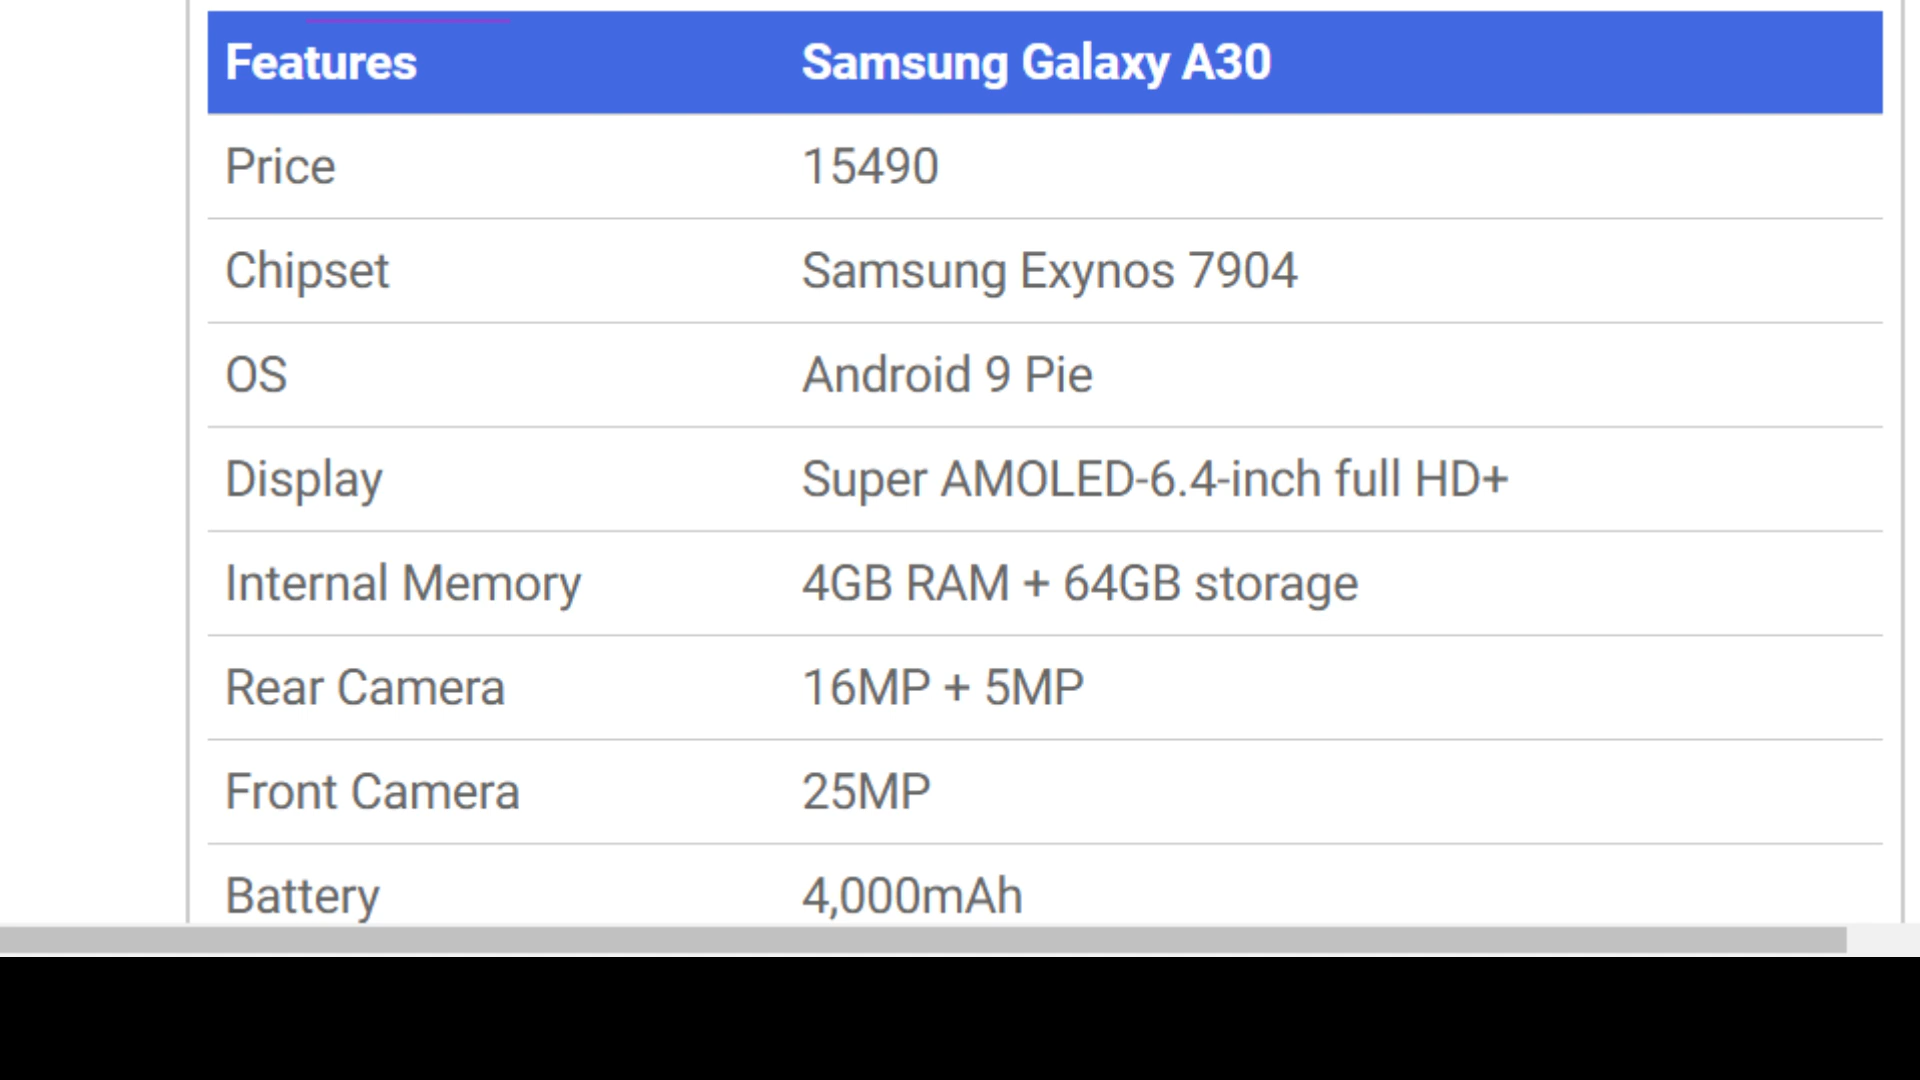 Features Samsung Galaxy A30
Price 15490
Chipset Samsung Exynos 7904
OS Android 9 Pie
Display Super AMOLED-6.4-inch full HD+
Internal Memory 4GB RAM + 64GB storage
Rear Camera 16MP + 5MP
Front Camera 25MP
Battery 4,000mAh